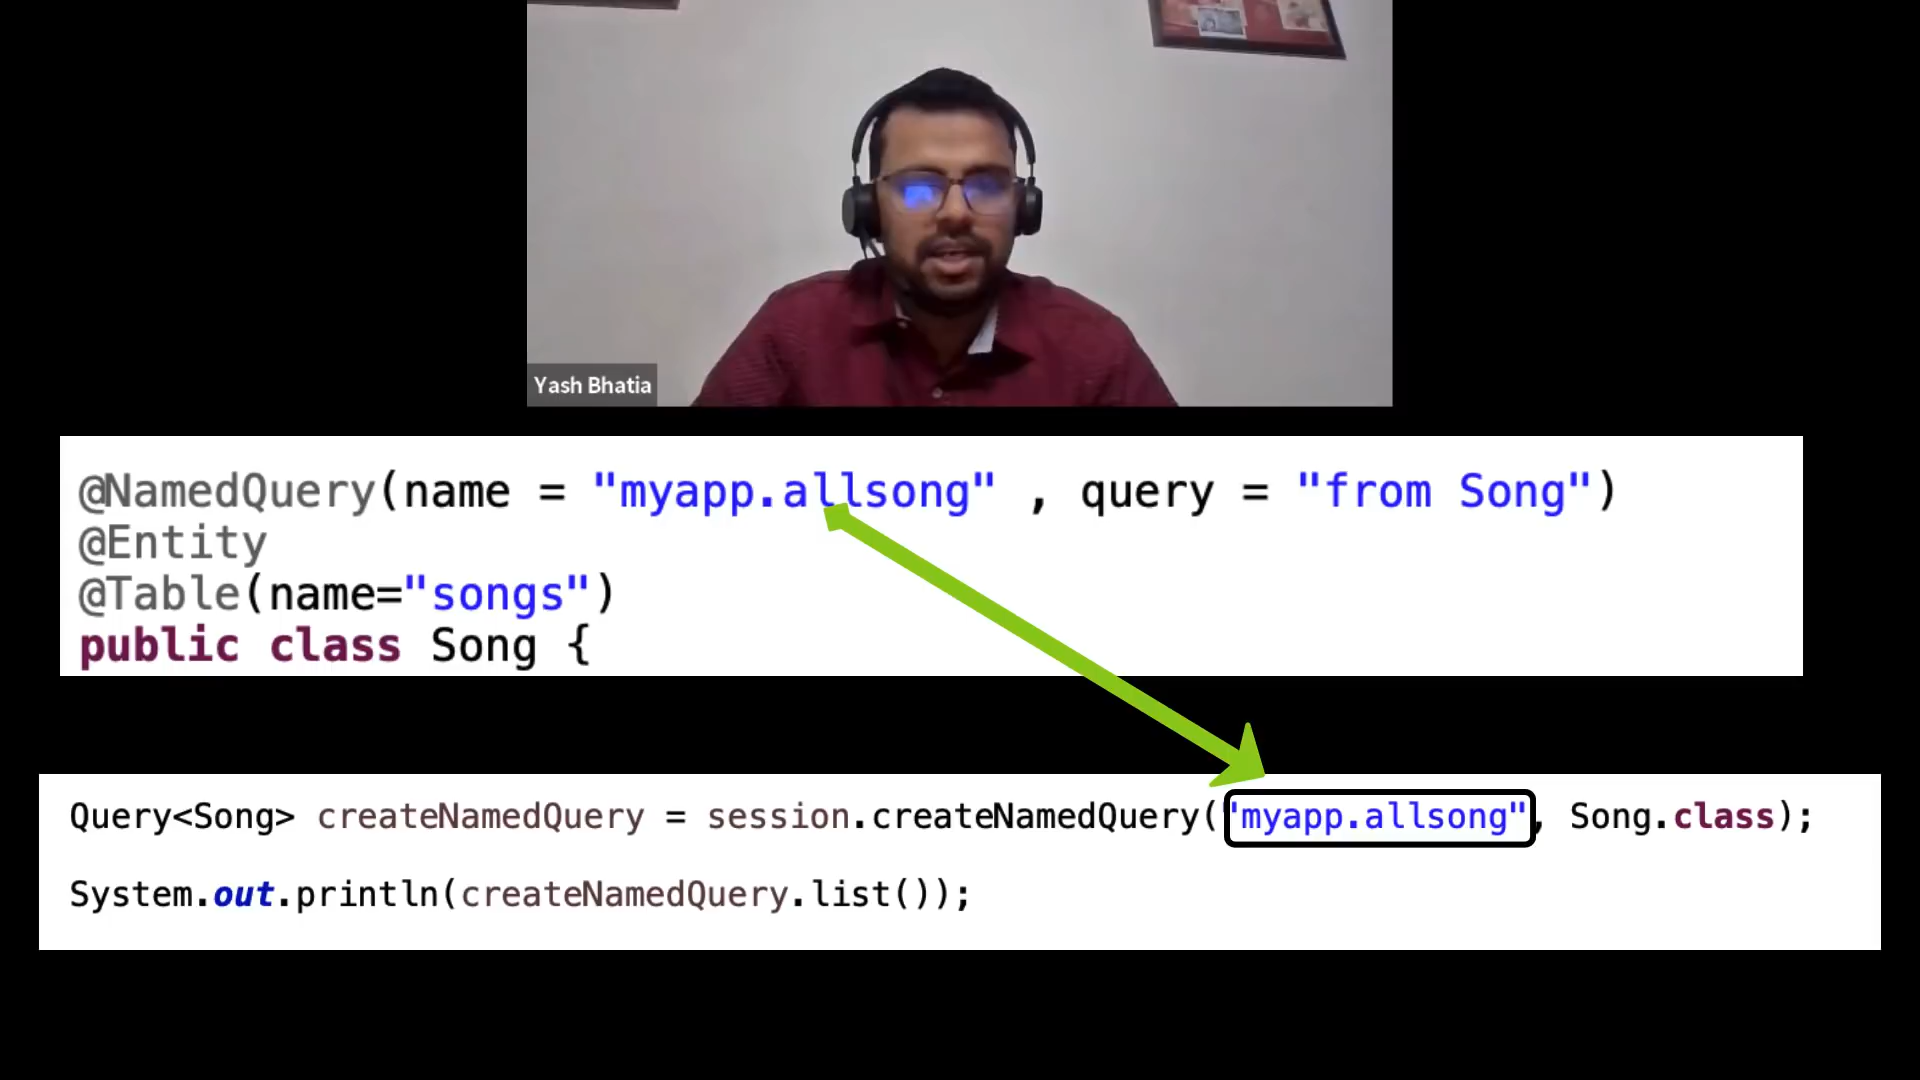 Yash Bhatia
@NamedQuery(name = "myapp.allsong" , query = "from Song")
@Entity
@Table(name="songs")
public class Song {
Query<Song> createNamedQuery = session.createNamedQuery("myapp.allsong", Song.class);
System.out.println(createNamedQuery.list());